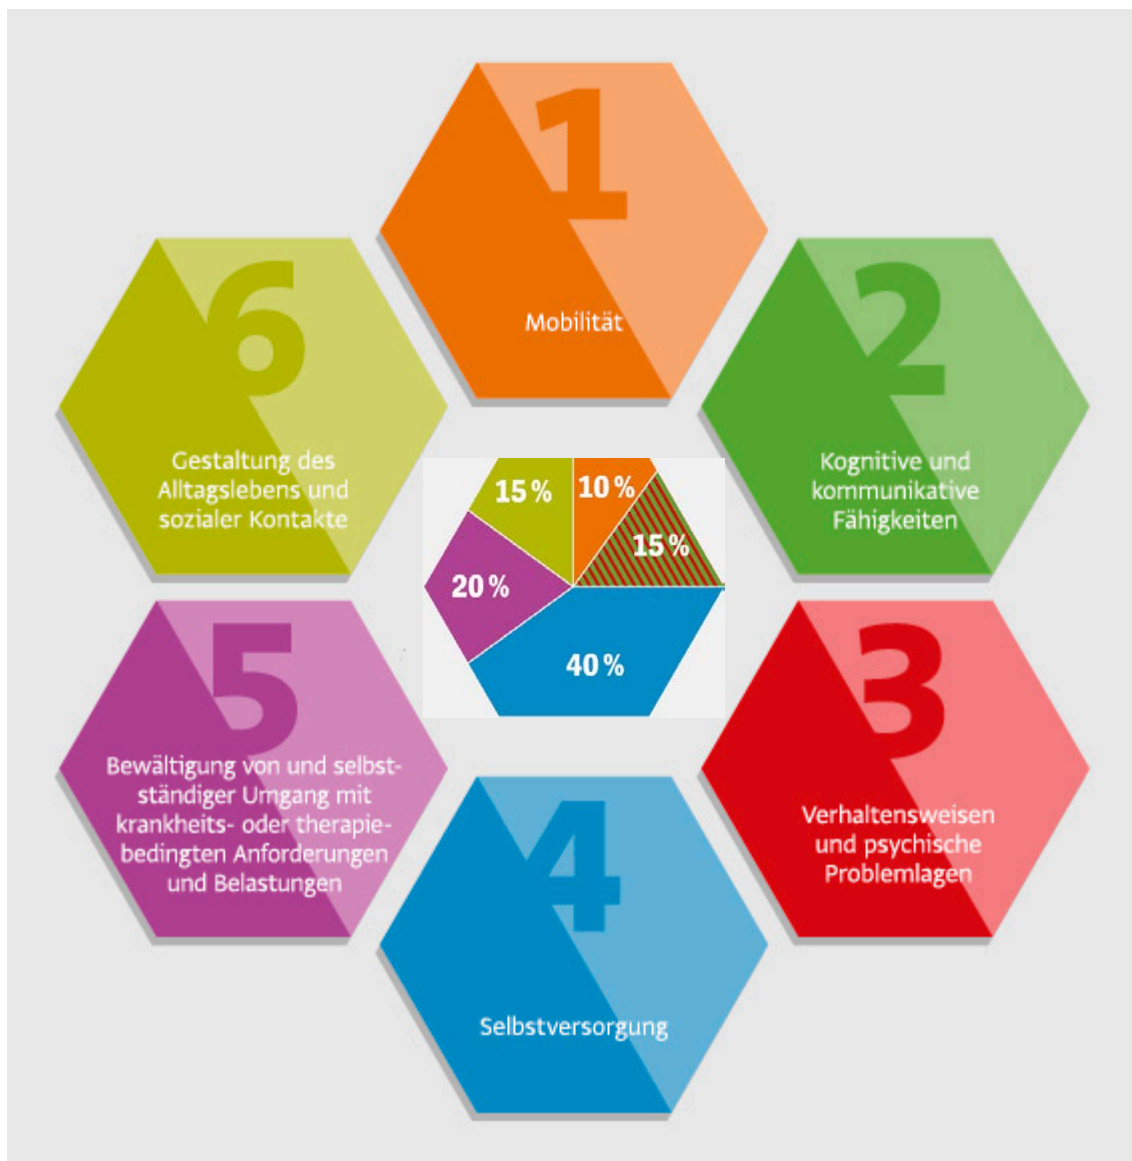 1
Mobilität
2
Kognitive und
kommunikative
Fähigkeiten
3
Verhaltensweisen
und psychische
Problemlagen
4
Selbstversorgung
5
Bewältigung von und selbst-
ständiger Umgang mit
krankheits- oder therapie-
bedingten Anforderungen
und Belastungen
6
Gestaltung des
Alltagslebens und
sozialer Kontakte
15 %
10 %
15 %
20 %
40 %